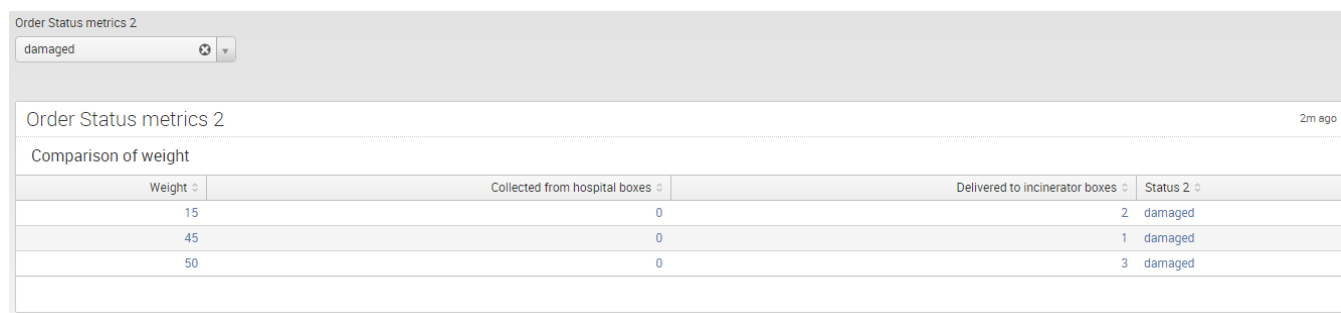 Order Status metrics 2
damaged
Order Status metrics 2 2m ago
Comparison of weight
Weight Collected from hospital boxes Delivered to incinerator boxes Status 2
15 0 2 damaged
45 0 1 damaged
50 0 3 damaged